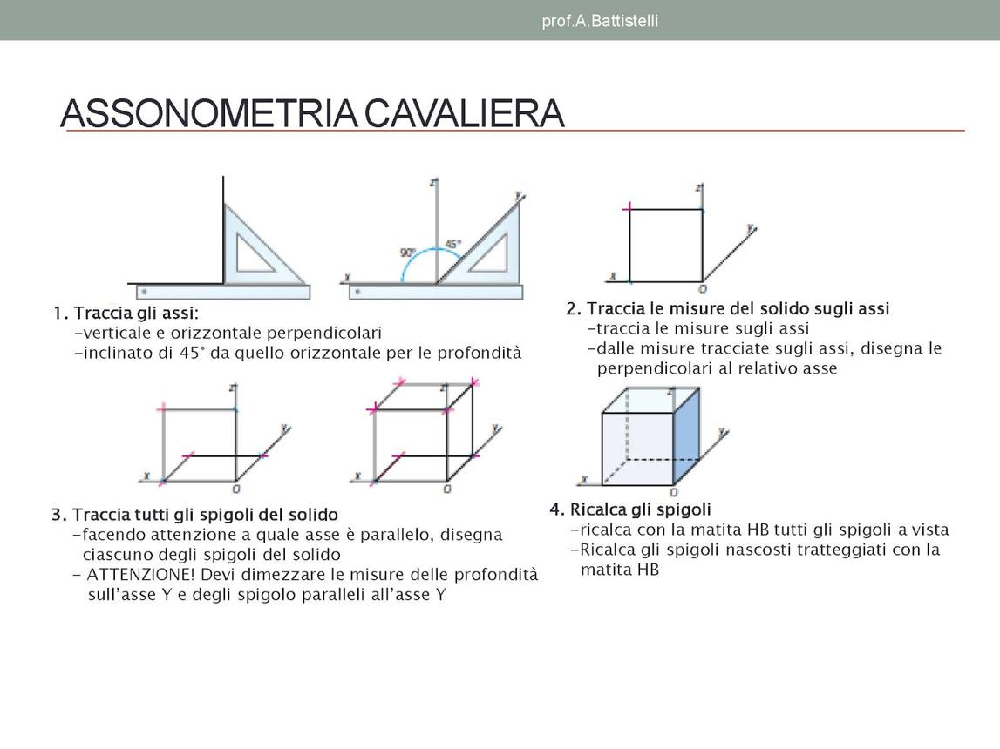 prof.A.Battistelli
ASSONOMETRIA CAVALIERA
z
y
90°
45°
x
z
y
x
O
1. Traccia gli assi:
-verticale e orizzontale perpendicolari
-inclinato di 45° da quello orizzontale per le profondità
2. Traccia le misure del solido sugli assi
-traccia le misure sugli assi
-dalle misure tracciate sugli assi, disegna le
perpendicolari al relativo asse
z
y
x
O
z
y
x
O
z
y
x
O
3. Traccia tutti gli spigoli del solido
-facendo attenzione a quale asse è parallelo, disegna
ciascuno degli spigoli del solido
- ATTENZIONE! Devi dimezzare le misure delle profondità
sull'asse Y e degli spigolo paralleli all'asse Y
4. Ricalca gli spigoli
-ricalca con la matita HB tutti gli spigoli a vista
-Ricalca gli spigoli nascosti tratteggiati con la
matita HB